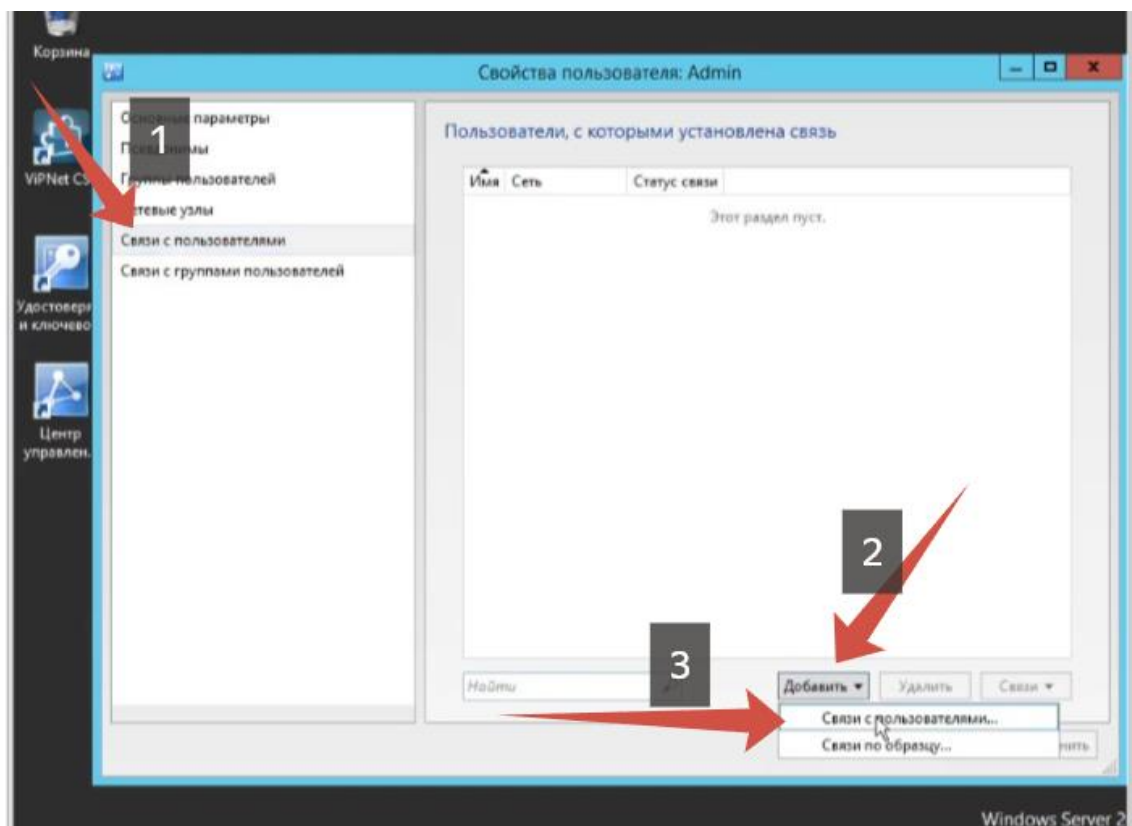 Корзина
Свойства пользователя: Admin
параметры
1
Пользователи, с которыми установлена связь
ViPNet
пользователей
Имя Сеть Статус связи
узлы
Этот раздел пуст.
Связи с пользователями
Связи с группами пользователей
и ключево
Центр
управлен.
2
3
Найти
Добавить
Удалить
Связи
Связи с пользователями...
Связи по образцу...
Windows Server